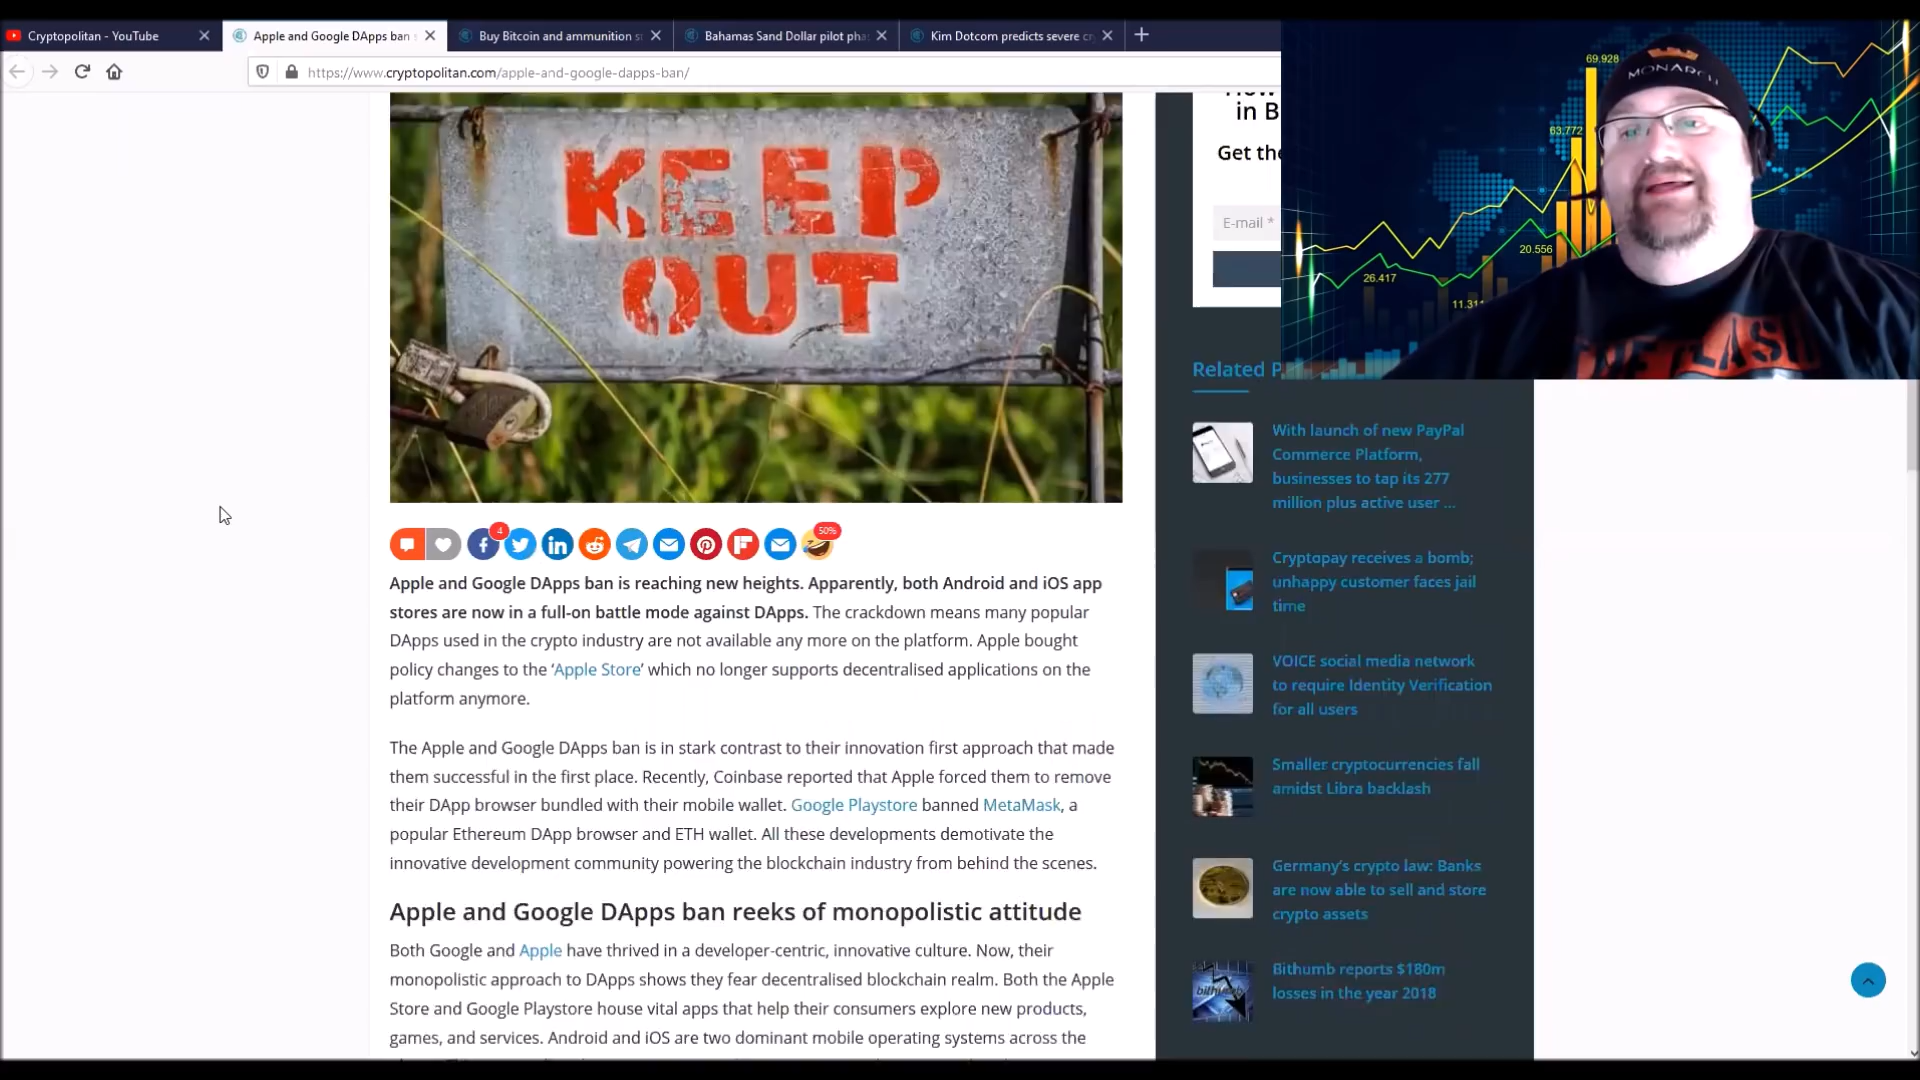 Cryptopolitan - YouTube
Apple and Google DApps ban
Buy Bitcoin and ammunition
Bahamas Sand Dollar pilot
Kim Dotcom predicts severe
https://www.cryptopolitan.com/apple-and-google-dapps-ban/
KEEP
OUT
in B
Get the
E-mail *
MONARCH
69.928
63.772
20.556
26.417
Related P
With launch of new PayPal
Commerce Platform,
businesses to tap its 277
million plus active user ...
Cryptopay receives a bomb;
unhappy customer faces jail
time
VOICE social media network
to require Identity Verification
for all users
Smaller cryptocurrencies fall
amidst Libra backlash
Germany's crypto law: Banks
are now able to sell and store
crypto assets
Bithumb reports $180m
losses in the year 2018
4
50%
Apple and Google DApps ban is reaching new heights. Apparently, both Android and iOS app
stores are now in a full-on battle mode against DApps. The crackdown means many popular
DApps used in the crypto industry are not available any more on the platform. Apple bought
policy changes to the ‘Apple Store’ which no longer supports decentralised applications on the
platform anymore.
The Apple and Google DApps ban is in stark contrast to their innovation first approach that made
them successful in the first place. Recently, Coinbase reported that Apple forced them to remove
their DApp browser bundled with their mobile wallet. Google Playstore banned MetaMask, a
popular Ethereum DApp browser and ETH wallet. All these developments demotivate the
innovative development community powering the blockchain industry from behind the scenes.
Apple and Google DApps ban reeks of monopolistic attitude
Both Google and Apple have thrived in a developer-centric, innovative culture. Now, their
monopolistic approach to DApps shows they fear decentralised blockchain realm. Both the Apple
Store and Google Playstore house vital apps that help their consumers explore new products,
games, and services. Android and iOS are two dominant mobile operating systems across the